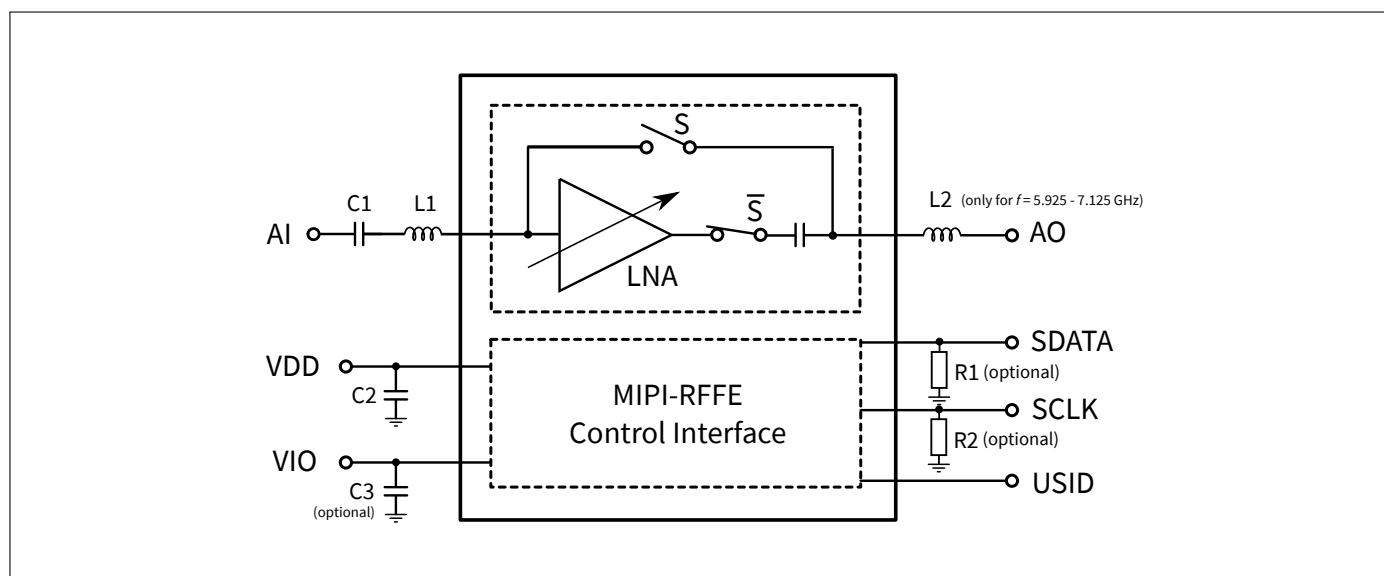 S
C1
L1
S̅
L2 (only for f = 5.925 - 7.125 GHz)
AI
AO
LNA
VDD
C2
VIO
C3
(optional)
MIPI-RFFE
Control Interface
SDATA
R1 (optional)
SCLK
R2 (optional)
USID